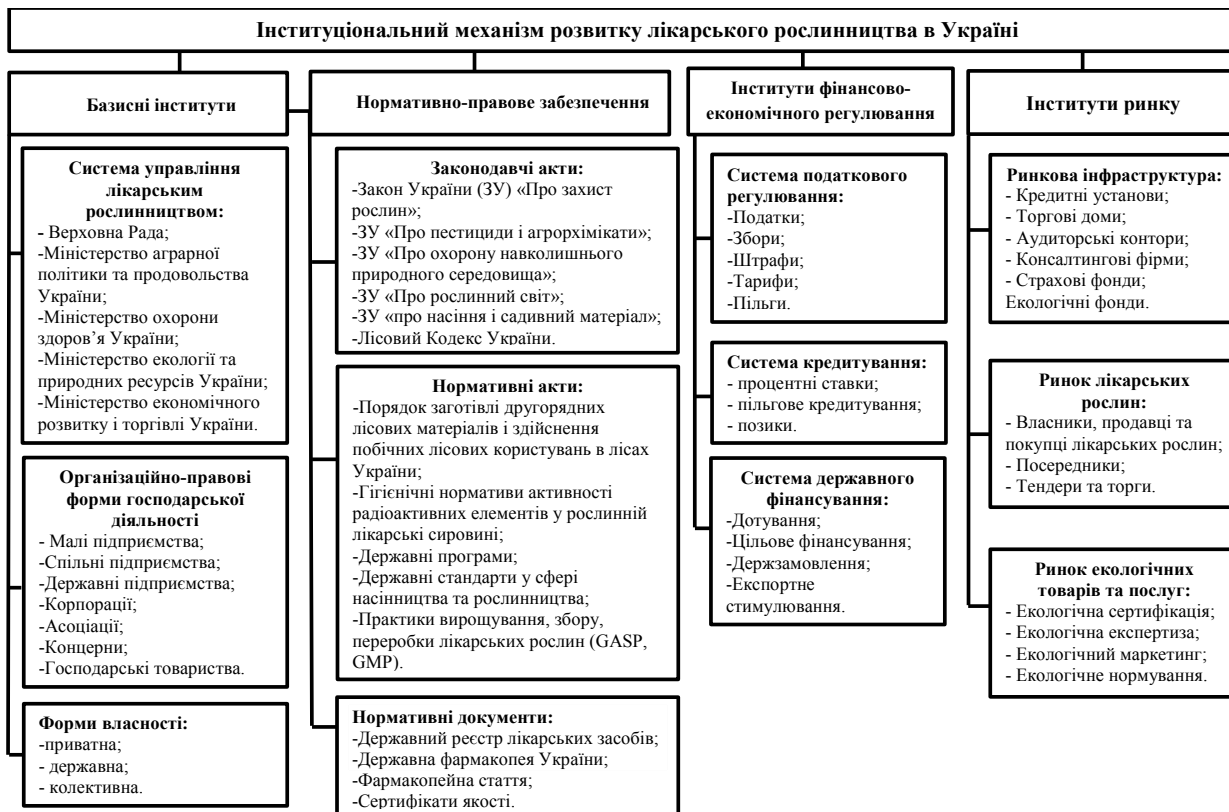 Інституціональний механізм розвитку лікарського рослинництва в Україні
Базисні інститути
Система управління
лікарським
рослинництвом:
- Верховна Рада;
-Міністерство аграрної
політики та продовольства
України;
-Міністерство охорони
здоров’я України;
-Міністерство екології та
природних ресурсів України;
-Міністерство економічного
розвитку і торгівлі України.
Організаційно-правові
форми господарської
діяльності
- Малі підприємства;
-Спільні підприємства;
-Державні підприємства;
-Корпорації;
-Асоціації;
-Концерни;
-Господарські товариства.
Форми власності:
-приватна;
- державна;
- колективна.
Нормативно-правове забезпечення
Законодавчі акти:
-Закон України (ЗУ) «Про захист
рослин»;
-ЗУ «Про пестициди і агрорхімікати»;
-ЗУ «Про охорону навколишнього
природного середовища»;
-ЗУ «Про рослинний світ»;
-ЗУ «про насіння і садивний матеріал»;
-Лісовий Кодекс України.
Нормативні акти:
-Порядок заготівлі другорядних
лісових матеріалів і здійснення
побічних лісових користувань в лісах
України;
-Гігієнічні нормативи активності
радіоактивних елементів у рослинній
лікарські сировині;
-Державні програми;
-Державні стандарти у сфері
насінництва та рослинництва;
-Практики вирощування, збору,
переробки лікарських рослин (GASP,
GMP).
Нормативні документи:
-Державний реєстр лікарських засобів;
-Державна фармакопея України;
-Фармакопейна стаття;
-Сертифікати якості.
Інститути фінансово-
економічного регулювання
Система податкового
регулювання:
-Податки;
-Збори;
-Штрафи;
-Тарифи;
-Пільги.
Система кредитування:
- процентні ставки;
- пільгове кредитування;
- позики.
Система державного
фінансування:
-Дотування;
-Цільове фінансування;
-Держзамовлення;
-Експортне
стимулювання.
Інститути ринку
Ринкова інфраструктура:
- Кредитні установи;
- Торгові доми;
- Аудиторські контори;
- Консалтингові фірми;
- Страхові фонди;
Екологічні фонди.
Ринок лікарських
рослин:
- Власники, продавці та
покупці лікарських рослин;
- Посередники;
- Тендери та торги.
Ринок екологічних
товарів та послуг:
- Екологічна сертифікація;
- Екологічна експертиза;
- Екологічний маркетинг;
- Екологічне нормування.